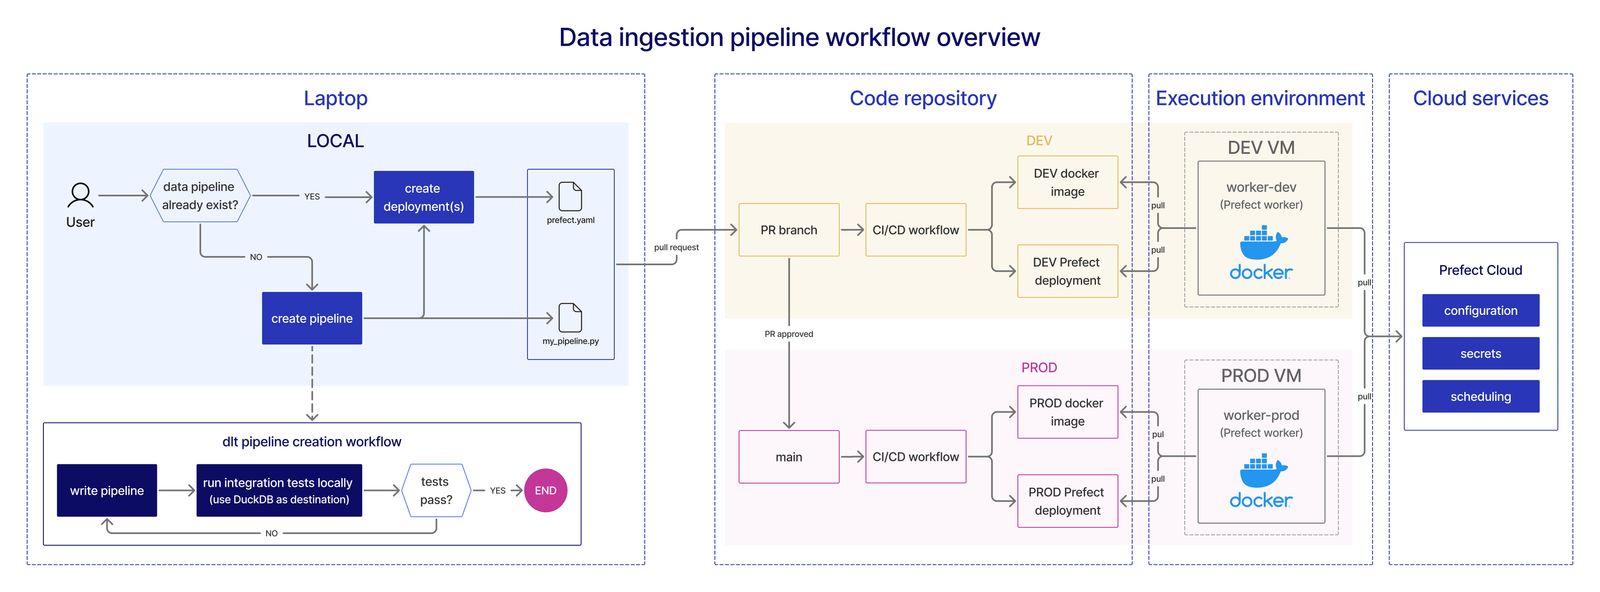 Data ingestion pipeline workflow overview
Laptop
LOCAL
User
data pipeline
already exist?
YES
NO
create
deployment(s)
create pipeline
prefect.yaml
my_pipeline.py
dlt pipeline creation workflow
write pipeline
run integration tests locally
(use DuckDB as destination)
tests
pass?
YES
END
NO
pull request
Code repository
DEV
PR branch
CI/CD workflow
DEV docker
image
DEV Prefect
deployment
PR approved
PROD
main
CI/CD workflow
PROD docker
image
PROD Prefect
deployment
Execution environment
DEV VM
worker-dev
(Prefect worker)
docker
pull
pull
PROD VM
worker-prod
(Prefect worker)
docker
pul
pull
pull
pull
Cloud services
Prefect Cloud
configuration
secrets
scheduling